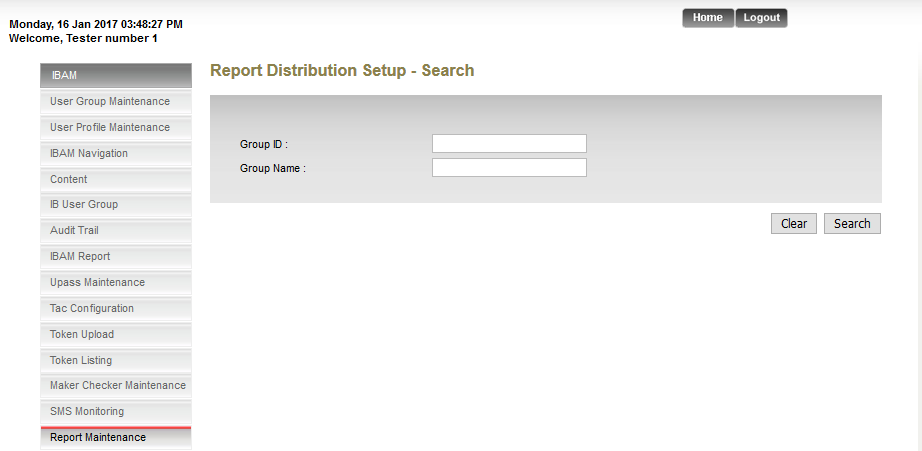 Monday, 16 Jan 2017 03:48:27 PM
Welcome, Tester number 1
Home
Logout
IBAM
User Group Maintenance
User Profile Maintenance
IBAM Navigation
Content
IB User Group
Audit Trail
IBAM Report
Upass Maintenance
Tac Configuration
Token Upload
Token Listing
Maker Checker Maintenance
SMS Monitoring
Report Maintenance
Report Distribution Setup - Search
Group ID :
Group Name :
Clear
Search